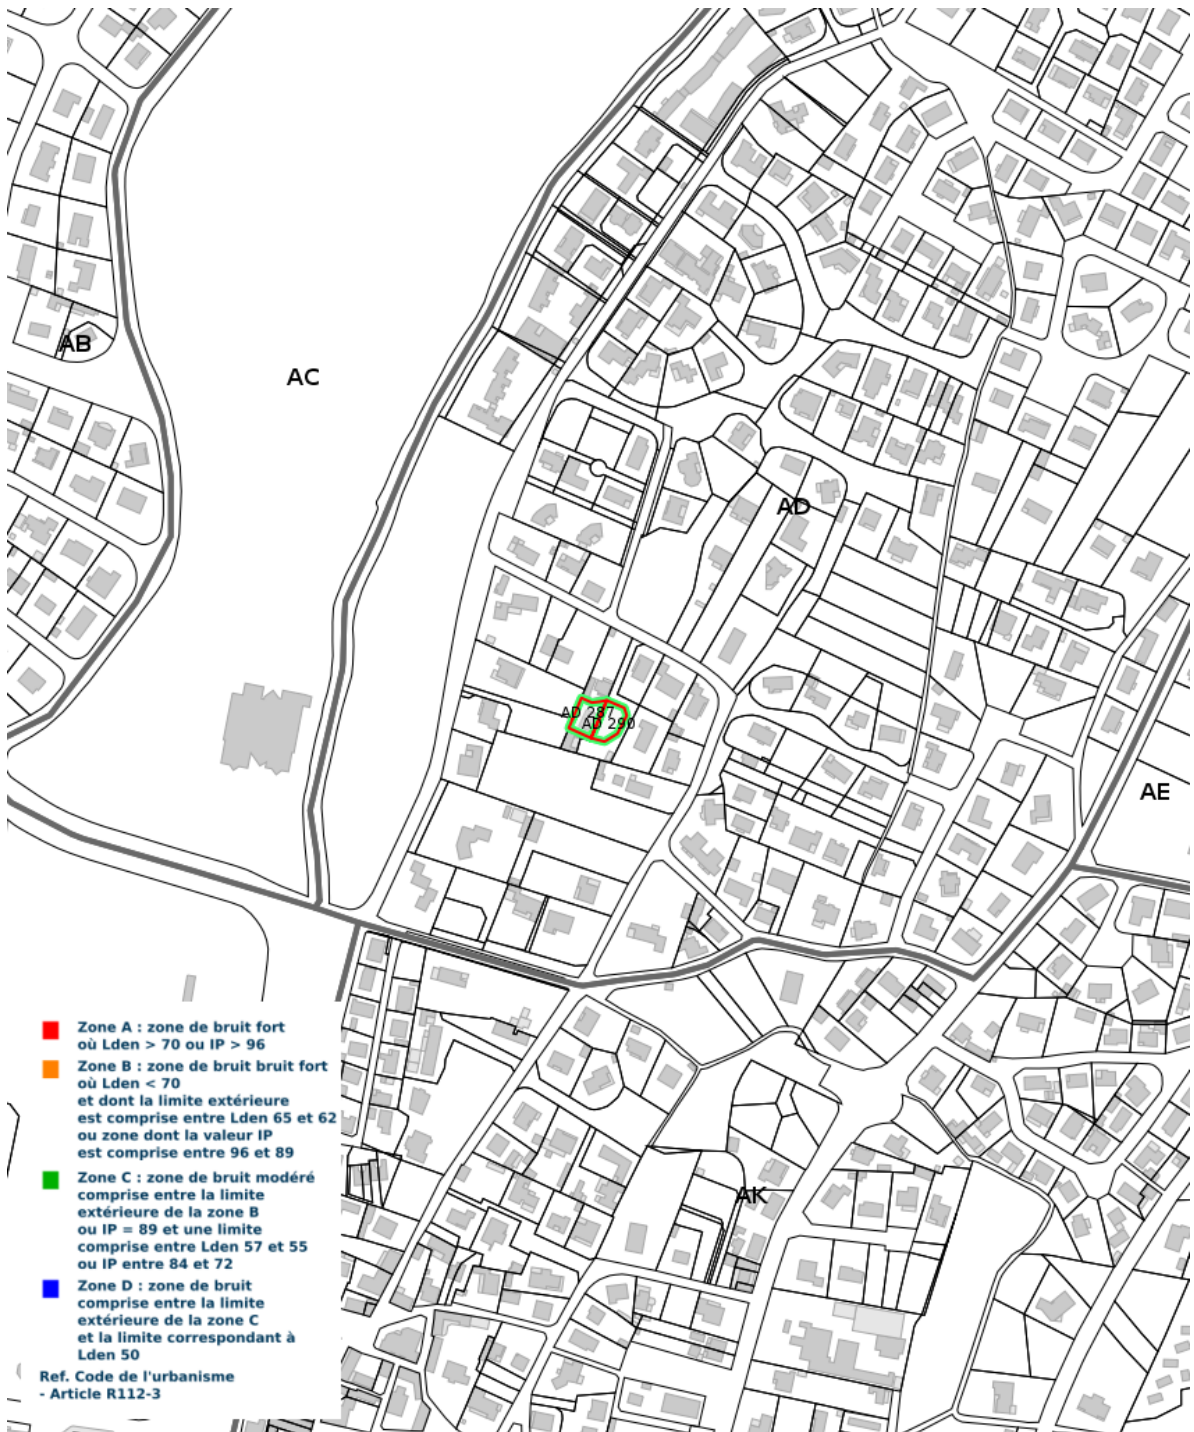 AB
AC
AD
AD 287
AD 290
AE
AK
Zone A : zone de bruit fort
où Lden > 70 ou IP > 96
Zone B : zone de bruit bruit fort
où Lden < 70
et dont la limite extérieure
est comprise entre Lden 65 et 62
ou zone dont la valeur IP
est comprise entre 96 et 89
Zone C : zone de bruit modéré
comprise entre la limite
extérieure de la zone B
ou IP = 89 et une limite
comprise entre Lden 57 et 55
ou IP entre 84 et 72
Zone D : zone de bruit
comprise entre la limite
extérieure de la zone C
et la limite correspondant à
Lden 50
Ref. Code de l'urbanisme
- Article R112-3